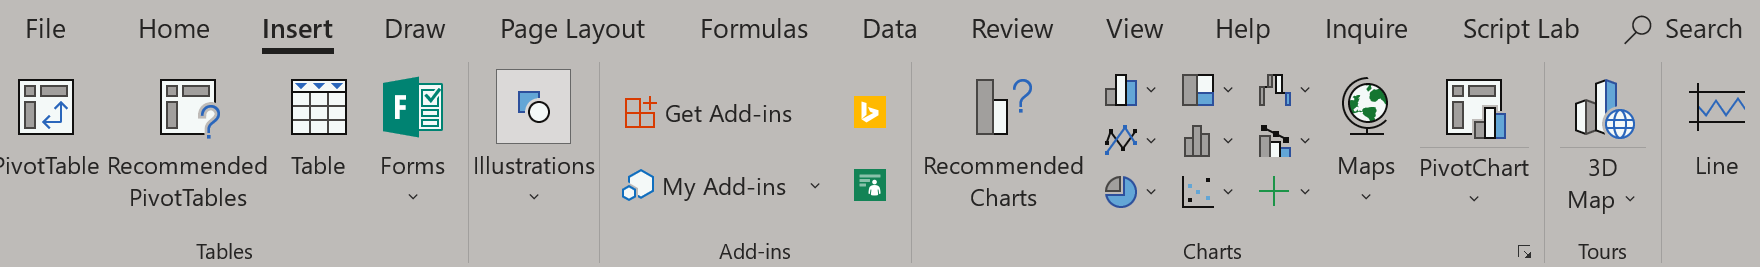 File Home Insert Draw Page Layout Formulas Data Review View Help Inquire Script Lab Search
PivotTable
Recommended
PivotTables
Table
F
Forms
Illustrations
Get Add-ins
My Add-ins
Recommended
Charts
Maps
PivotChart
3D
Map
Line
Tables Add-ins Charts Tours